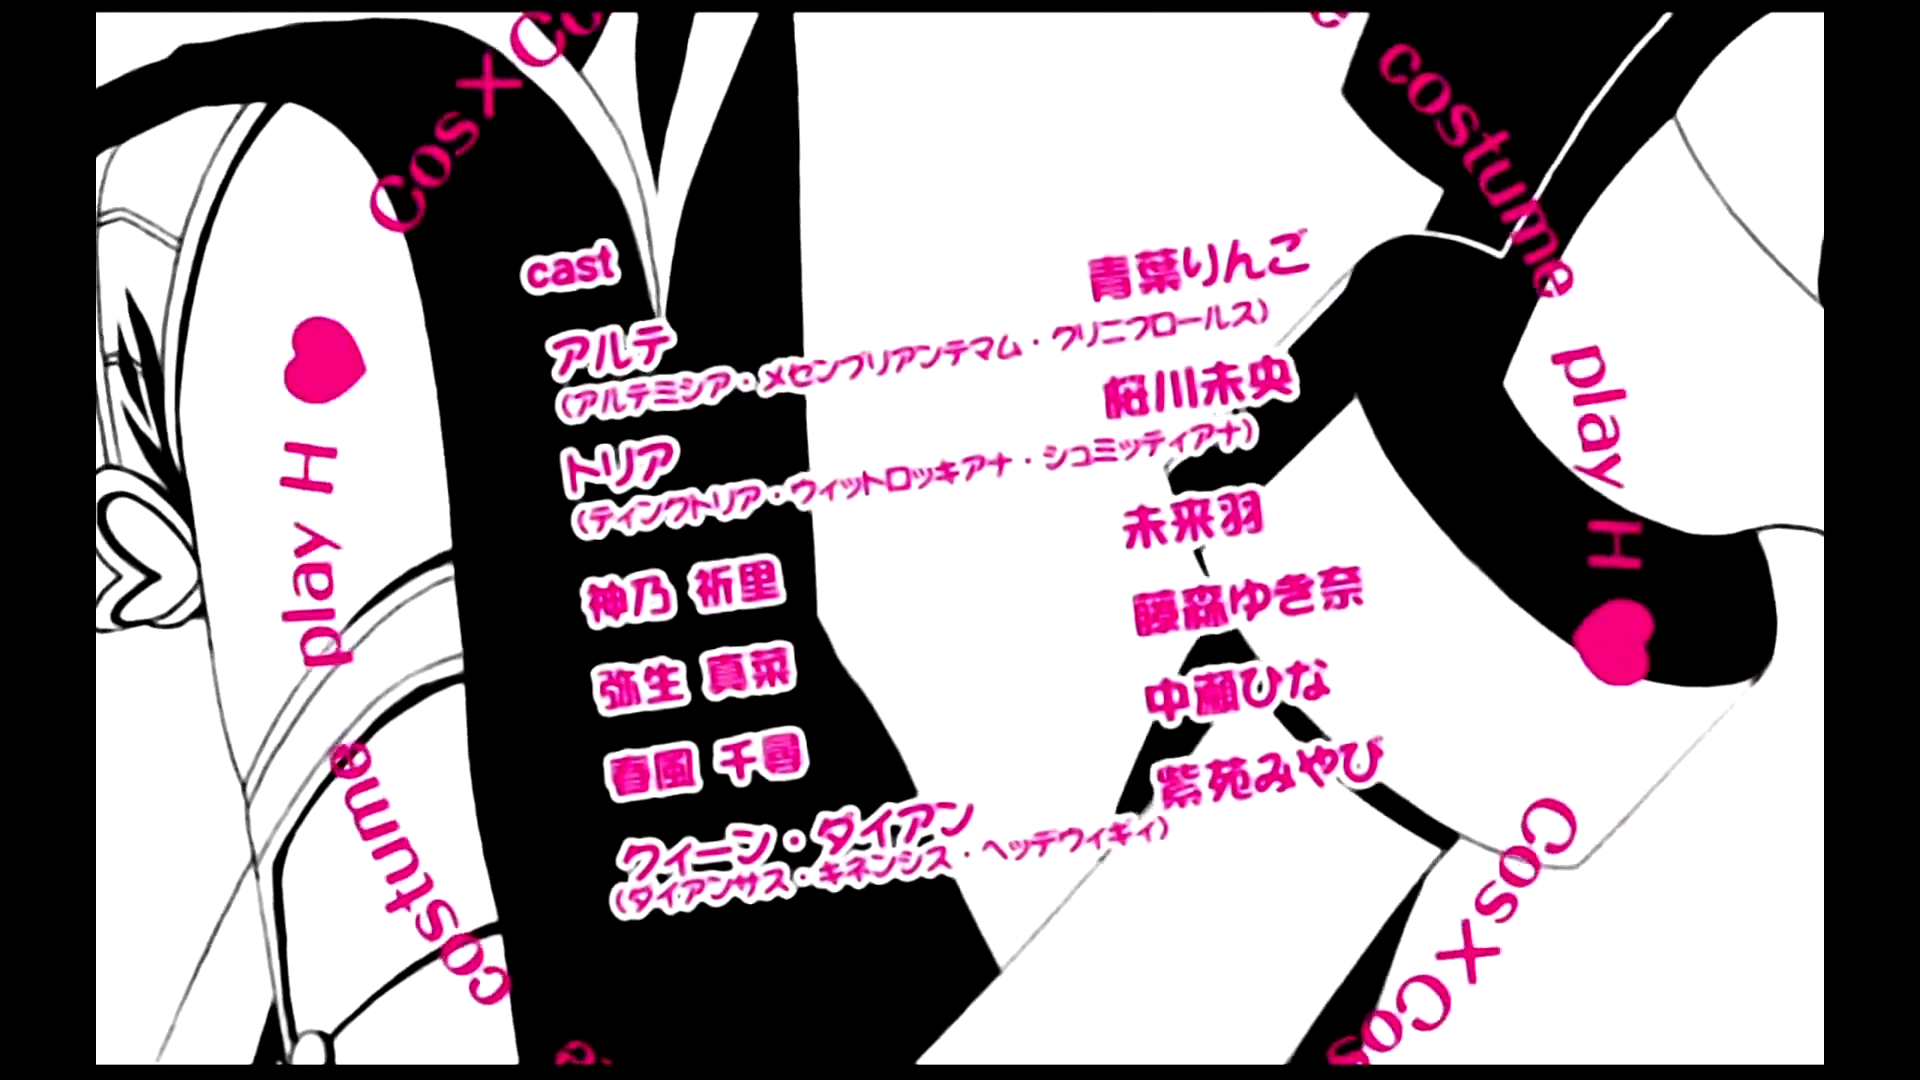 Cos×Co
costume play H
play H
costume
Cos×Cos
cast
アルテ 青葉りんご
(アルテミシア・メセンブリアンテマム・クリニフロールス)
トリア 桜川未央
(ティンクトリア・ウィットロッキアナ・シュミッティアナ)
神乃 祈里 未来羽
弥生 真菜 藤森ゆき奈
春風 千尋 中瀬ひな
クィーン・ダイアン 紫苑みやび
(ダイアンサス・キネンシス・ヘッデウィギィ)